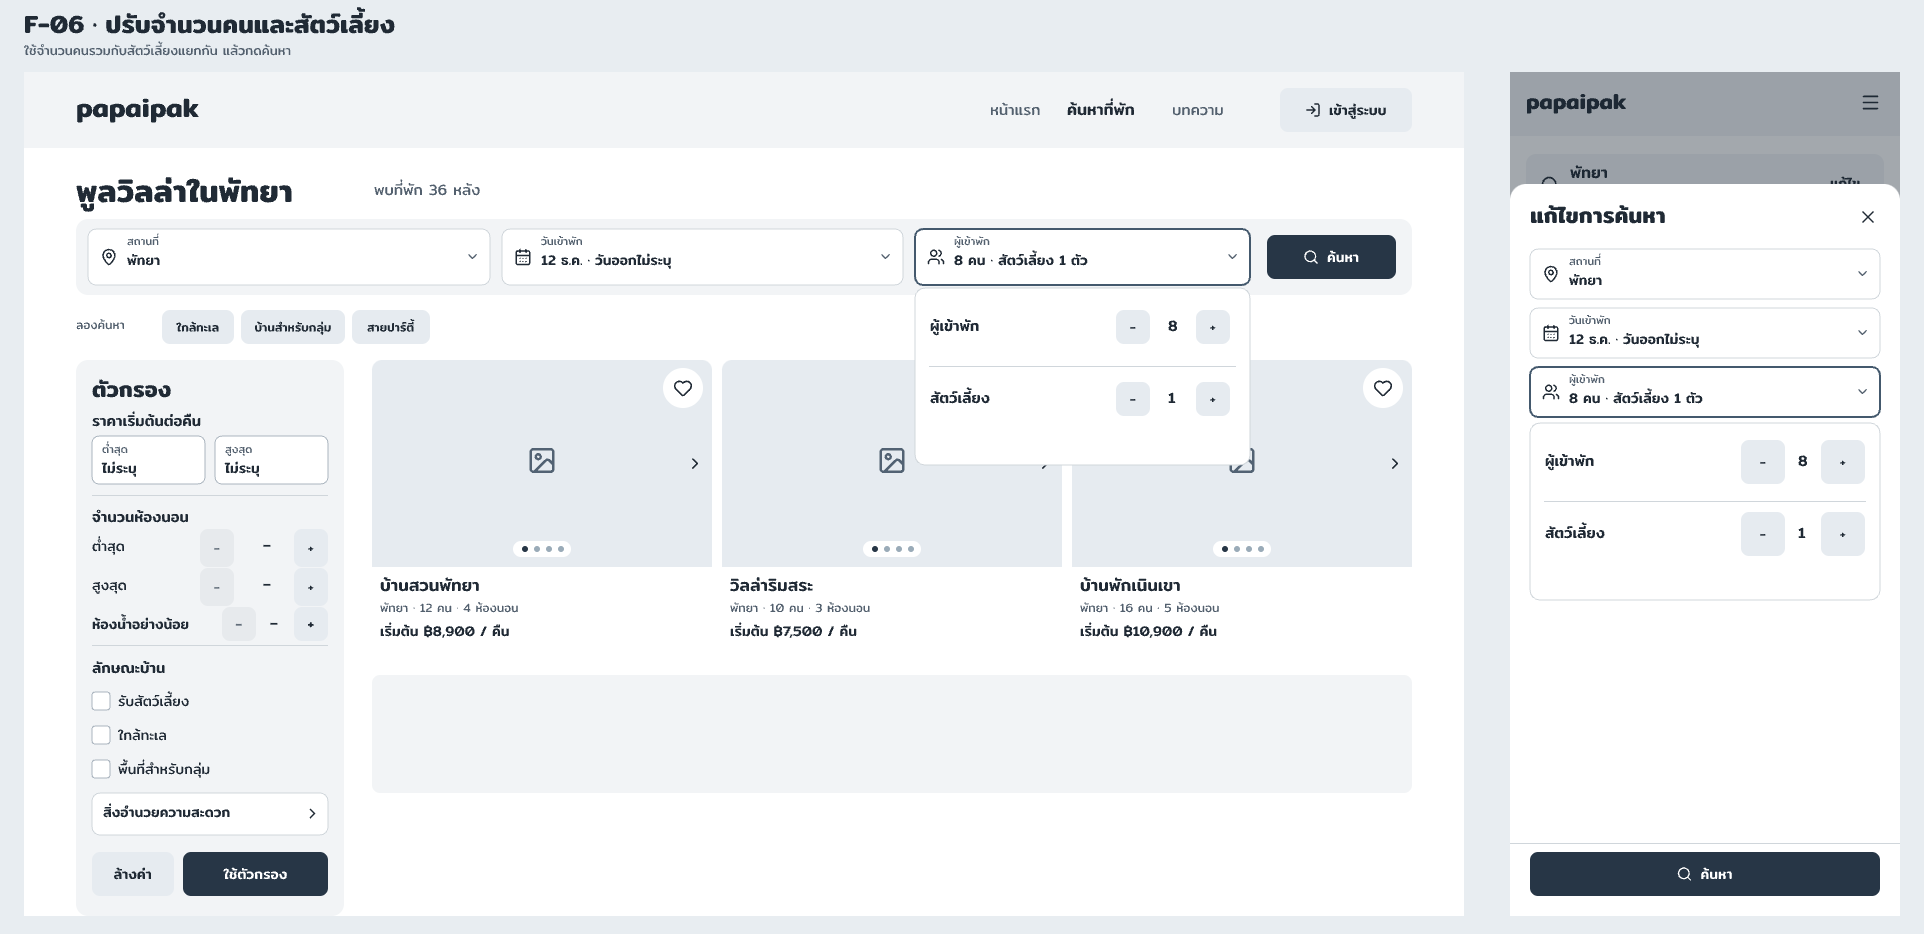 F-06 · ปรับจำนวนคนและสัตว์เลี้ยง
ใช้จำนวนคนรวมกับสัตว์เลี้ยงแยกกัน แล้วกดค้นหา
papaipak
หน้าแรก
ค้นหาที่พัก
บทความ
เข้าสู่ระบบ
พูลวิลล่าในพัทยา
พบที่พัก 36 หลัง
สถานที่
พัทยา
วันเข้าพัก
12 ธ.ค. · วันออกไม่ระบุ
ผู้เข้าพัก
8 คน · สัตว์เลี้ยง 1 ตัว
ค้นหา
ผู้เข้าพัก
- 8 +
สัตว์เลี้ยง
- 1 +
ลองค้นหา
ใกล้ทะเล
บ้านสำหรับกลุ่ม
สายปาร์ตี้
ตัวกรอง
ราคาเริ่มต้นต่อคืน
ต่ำสุด
ไม่ระบุ
สูงสุด
ไม่ระบุ
จำนวนห้องนอน
ต่ำสุด - – +
สูงสุด - – +
ห้องน้ำอย่างน้อย - – +
ลักษณะบ้าน
รับสัตว์เลี้ยง
ใกล้ทะเล
พื้นที่สำหรับกลุ่ม
สิ่งอำนวยความสะดวก
ล้างค่า
ใช้ตัวกรอง
บ้านสวนพัทยา
พัทยา · 12 คน · 4 ห้องนอน
เริ่มต้น ฿8,900 / คืน
วิลล่าริมสระ
พัทยา · 10 คน · 3 ห้องนอน
เริ่มต้น ฿7,500 / คืน
บ้านพักเนินเขา
พัทยา · 16 คน · 5 ห้องนอน
เริ่มต้น ฿10,900 / คืน
papaipak
พัทยา
แก้ไข
แก้ไขการค้นหา
สถานที่
พัทยา
วันเข้าพัก
12 ธ.ค. · วันออกไม่ระบุ
ผู้เข้าพัก
8 คน · สัตว์เลี้ยง 1 ตัว
ผู้เข้าพัก
- 8 +
สัตว์เลี้ยง
- 1 +
ค้นหา